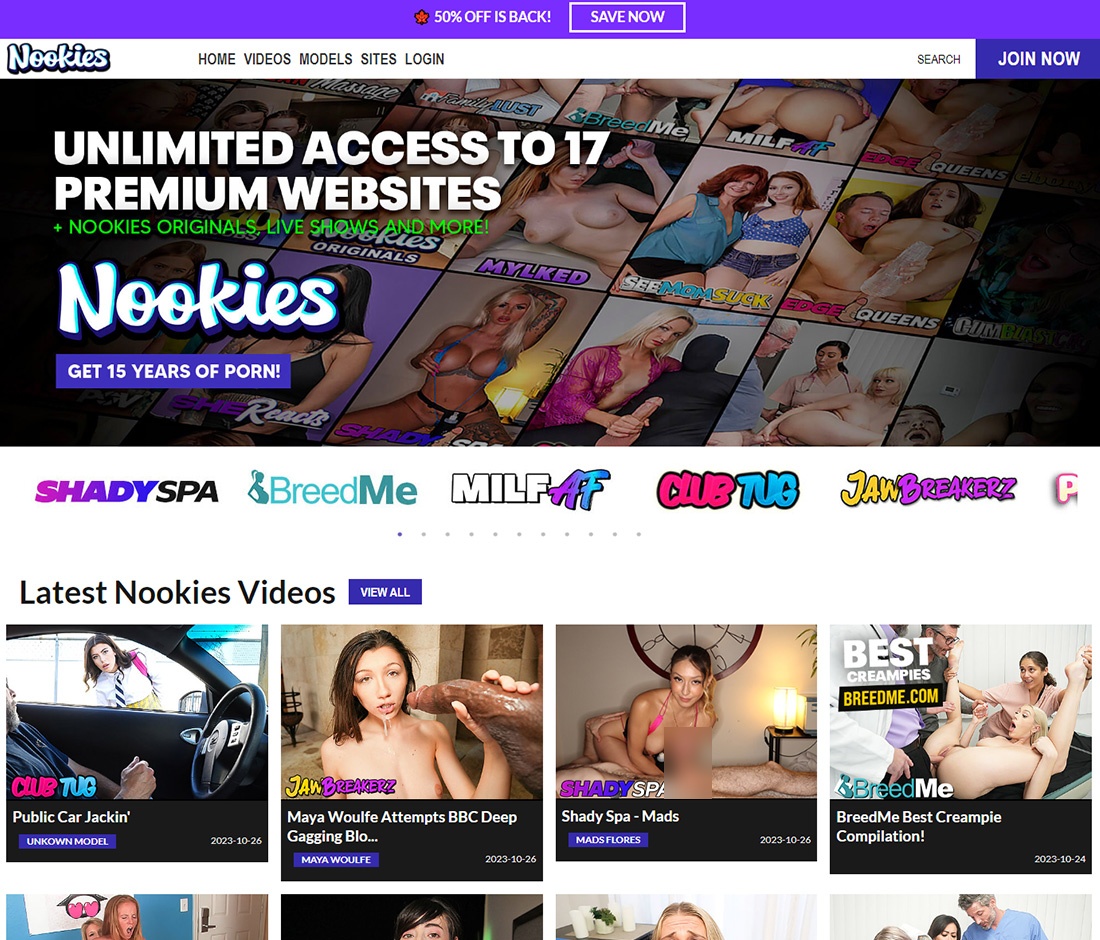 50% OFF IS BACK!
SAVE NOW
Nookies
HOME VIDEOS MODELS SITES LOGIN
SEARCH
JOIN NOW
Massage
Family LUST
BreedMe
MILF AF
EDGE QUEENS
UNLIMITED ACCESS TO 17
PREMIUM WEBSITES
+ NOOKIES ORIGINALS, LIVE SHOWS AND MORE!
Nookies
ORIGINALS
MYLKED
SEEMOMSUCK
EDGE QUEENS
CUMBLAST
Nookies
GET 15 YEARS OF PORN!
SHE Reacts
SHADY SPA
SHADYSPA
BreedMe
MILF AF
CLUB TUG
JAWBREAKERZ
P
Latest Nookies Videos
VIEW ALL
CLUB TUG
JAWBREAKERZ
SHADYSPA
BEST
CREAMPIES
BREEDME.COM
BreedMe
Public Car Jackin'
UNKOWN MODEL
2023-10-26
Maya Woulfe Attempts BBC Deep
Gagging Blo...
MAYA WOULFE
2023-10-26
Shady Spa - Mads
MADS FLORES
2023-10-26
BreedMe Best Creampie
Compilation!
2023-10-24